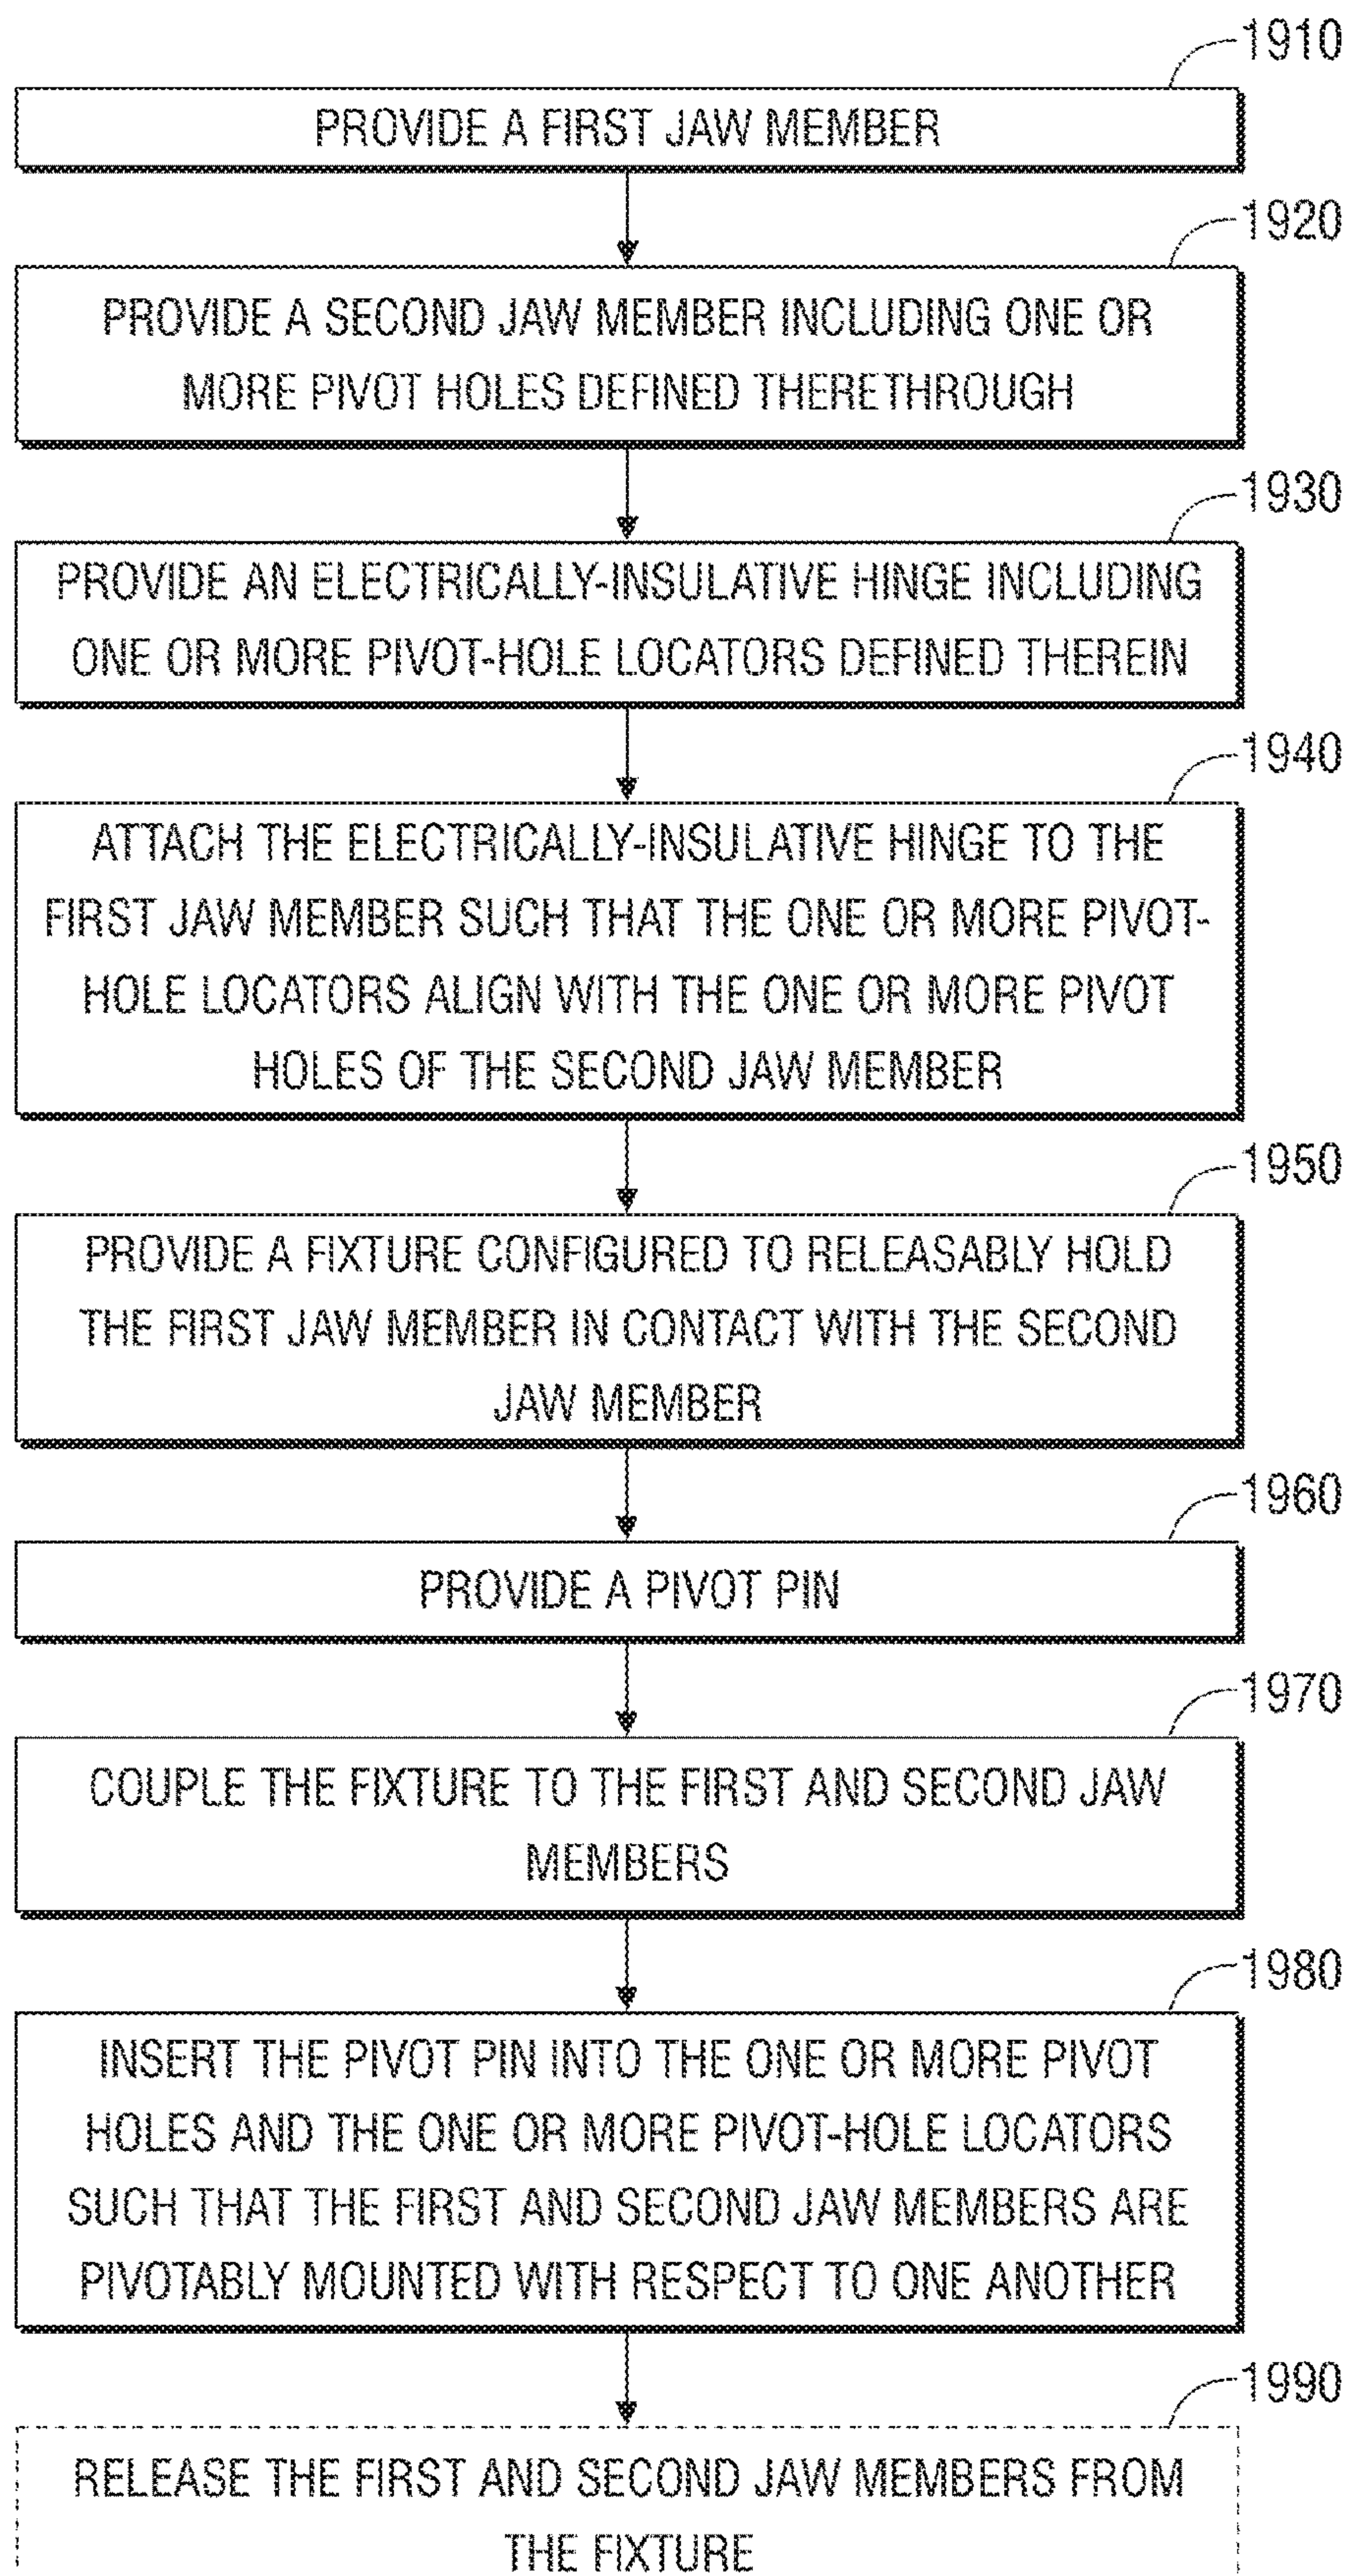 1910
PROVIDE A FIRST JAW MEMBER
1920
PROVIDE A SECOND JAW MEMBER INCLUDING ONE OR
MORE PIVOT HOLES DEFINED THERETHROUGH
1930
PROVIDE AN ELECTRICALLY-INSULATIVE HINGE INCLUDING
ONE OR MORE PIVOT-HOLE LOCATORS DEFINED THEREIN
1940
ATTACH THE ELECTRICALLY-INSULATIVE HINGE TO THE
FIRST JAW MEMBER SUCH THAT THE ONE OR MORE PIVOT-
HOLE LOCATORS ALIGN WITH THE ONE OR MORE PIVOT
HOLES OF THE SECOND JAW MEMBER
1950
PROVIDE A FIXTURE CONFIGURED TO RELEASABLY HOLD
THE FIRST JAW MEMBER IN CONTACT WITH THE SECOND
JAW MEMBER
1960
PROVIDE A PIVOT PIN
1970
COUPLE THE FIXTURE TO THE FIRST AND SECOND JAW
MEMBERS
1980
INSERT THE PIVOT PIN INTO THE ONE OR MORE PIVOT
HOLES AND THE ONE OR MORE PIVOT-HOLE LOCATORS
SUCH THAT THE FIRST AND SECOND JAW MEMBERS ARE
PIVOTABLY MOUNTED WITH RESPECT TO ONE ANOTHER
1990
RELEASE THE FIRST AND SECOND JAW MEMBERS FROM
THE FIXTURE